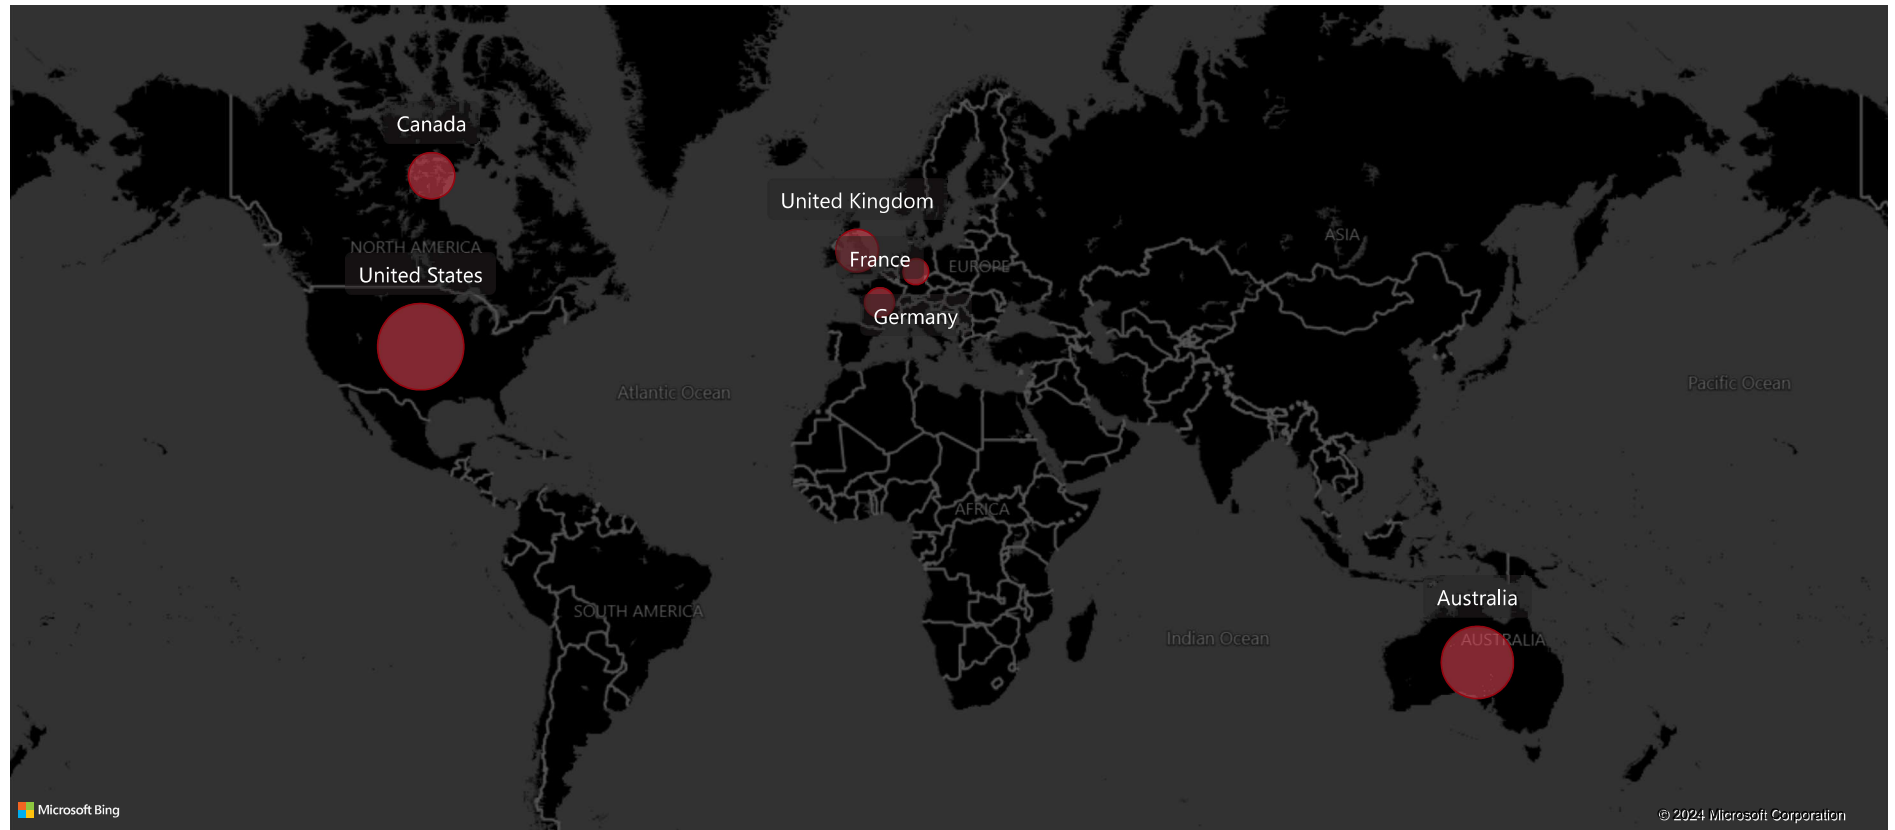 Canada
United Kingdom
NORTH AMERICA
ASIA
United States
France
EUROPE
Germany
Atlantic Ocean
Pacific Ocean
AFRICA
Australia
SOUTH AMERICA
Indian Ocean
AUSTRALIA
Microsoft Bing
© 2024 Microsoft Corporation